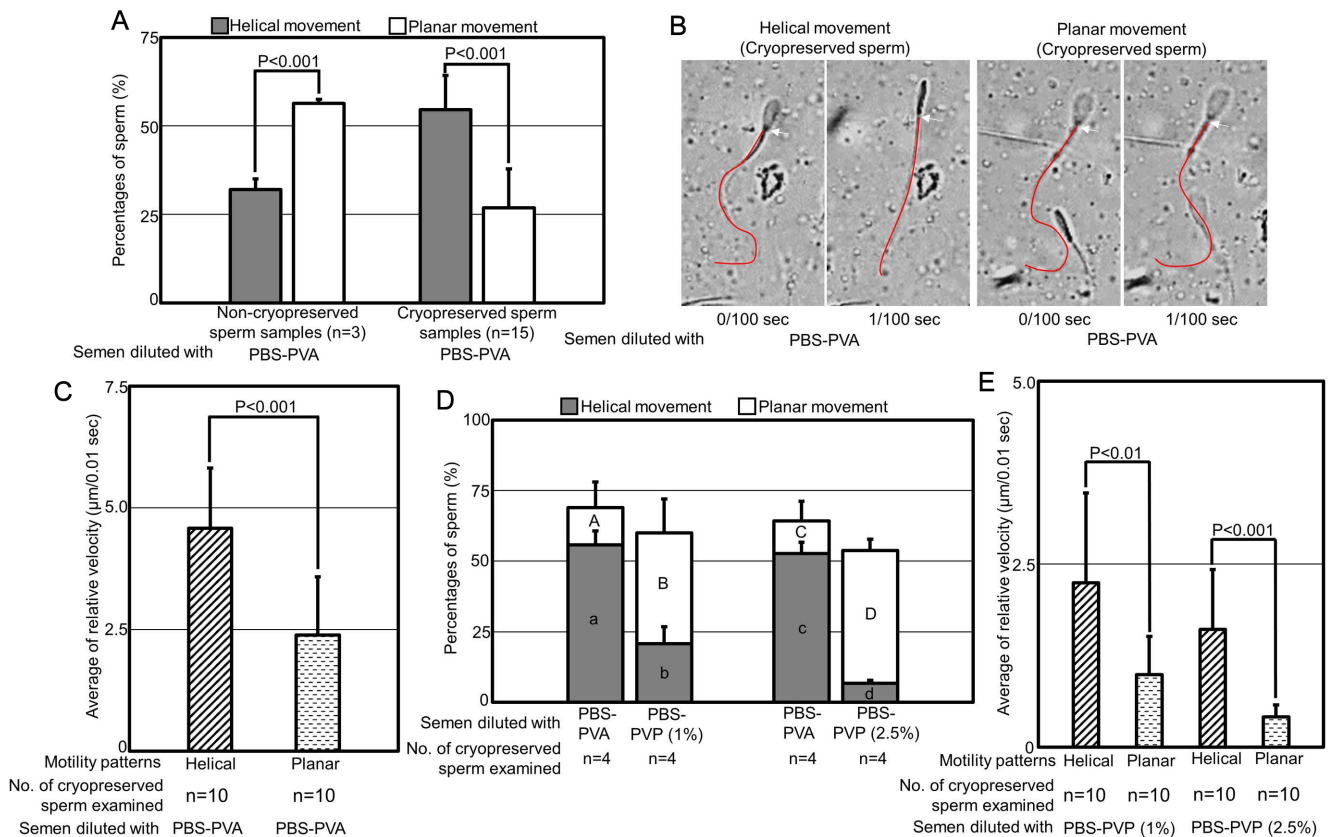 A
Helical movement
Planar movement
Percentages of sperm (%)
75
50
25
0
P<0.001
P<0.001
Non-cryopreserved
sperm samples (n=3)
Cryopreserved sperm
samples (n=15)
Semen diluted with
PBS-PVA
PBS-PVA
B
Helical movement
(Cryopreserved sperm)
Planar movement
(Cryopreserved sperm)
0/100 sec
1/100 sec
0/100 sec
1/100 sec
Semen diluted with
PBS-PVA
PBS-PVA
C
Average of relative velocity (µm/0.01 sec)
7.5
5.0
2.5
0
P<0.001
Motility patterns
Helical
Planar
No. of cryopreserved
sperm examined
n=10
n=10
Semen diluted with
PBS-PVA
PBS-PVA
D
Helical movement
Planar movement
Percentages of sperm (%)
100
75
50
25
0
A
a
B
b
C
c
D
d
Semen diluted with
PBS-
PVA
PBS-
PVP (1%)
PBS-
PVA
PBS-
PVP (2.5%)
No. of cryopreserved
sperm examined
n=4
n=4
n=4
n=4
E
Average of relative velocity (µm/0.01 sec)
5.0
2.5
0
P<0.01
P<0.001
Motility patterns
Helical
Planar
Helical
Planar
No. of cryopreserved
sperm examined
n=10
n=10
n=10
n=10
Semen diluted with
PBS-PVP (1%)
PBS-PVP (2.5%)